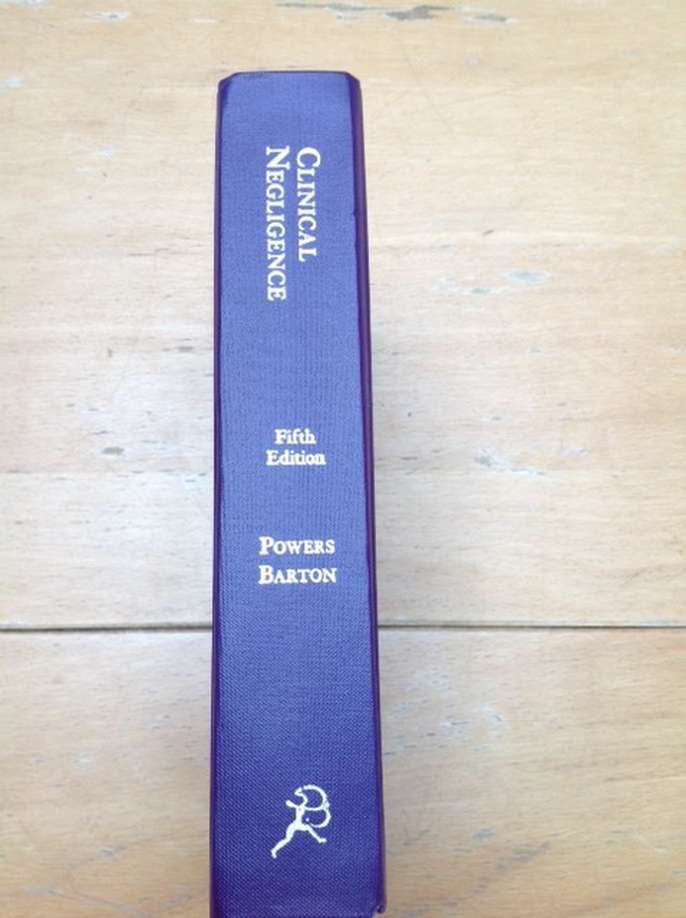 CLINICAL
NEGLIGENCE
Fifth
Edition
POWERS
BARTON